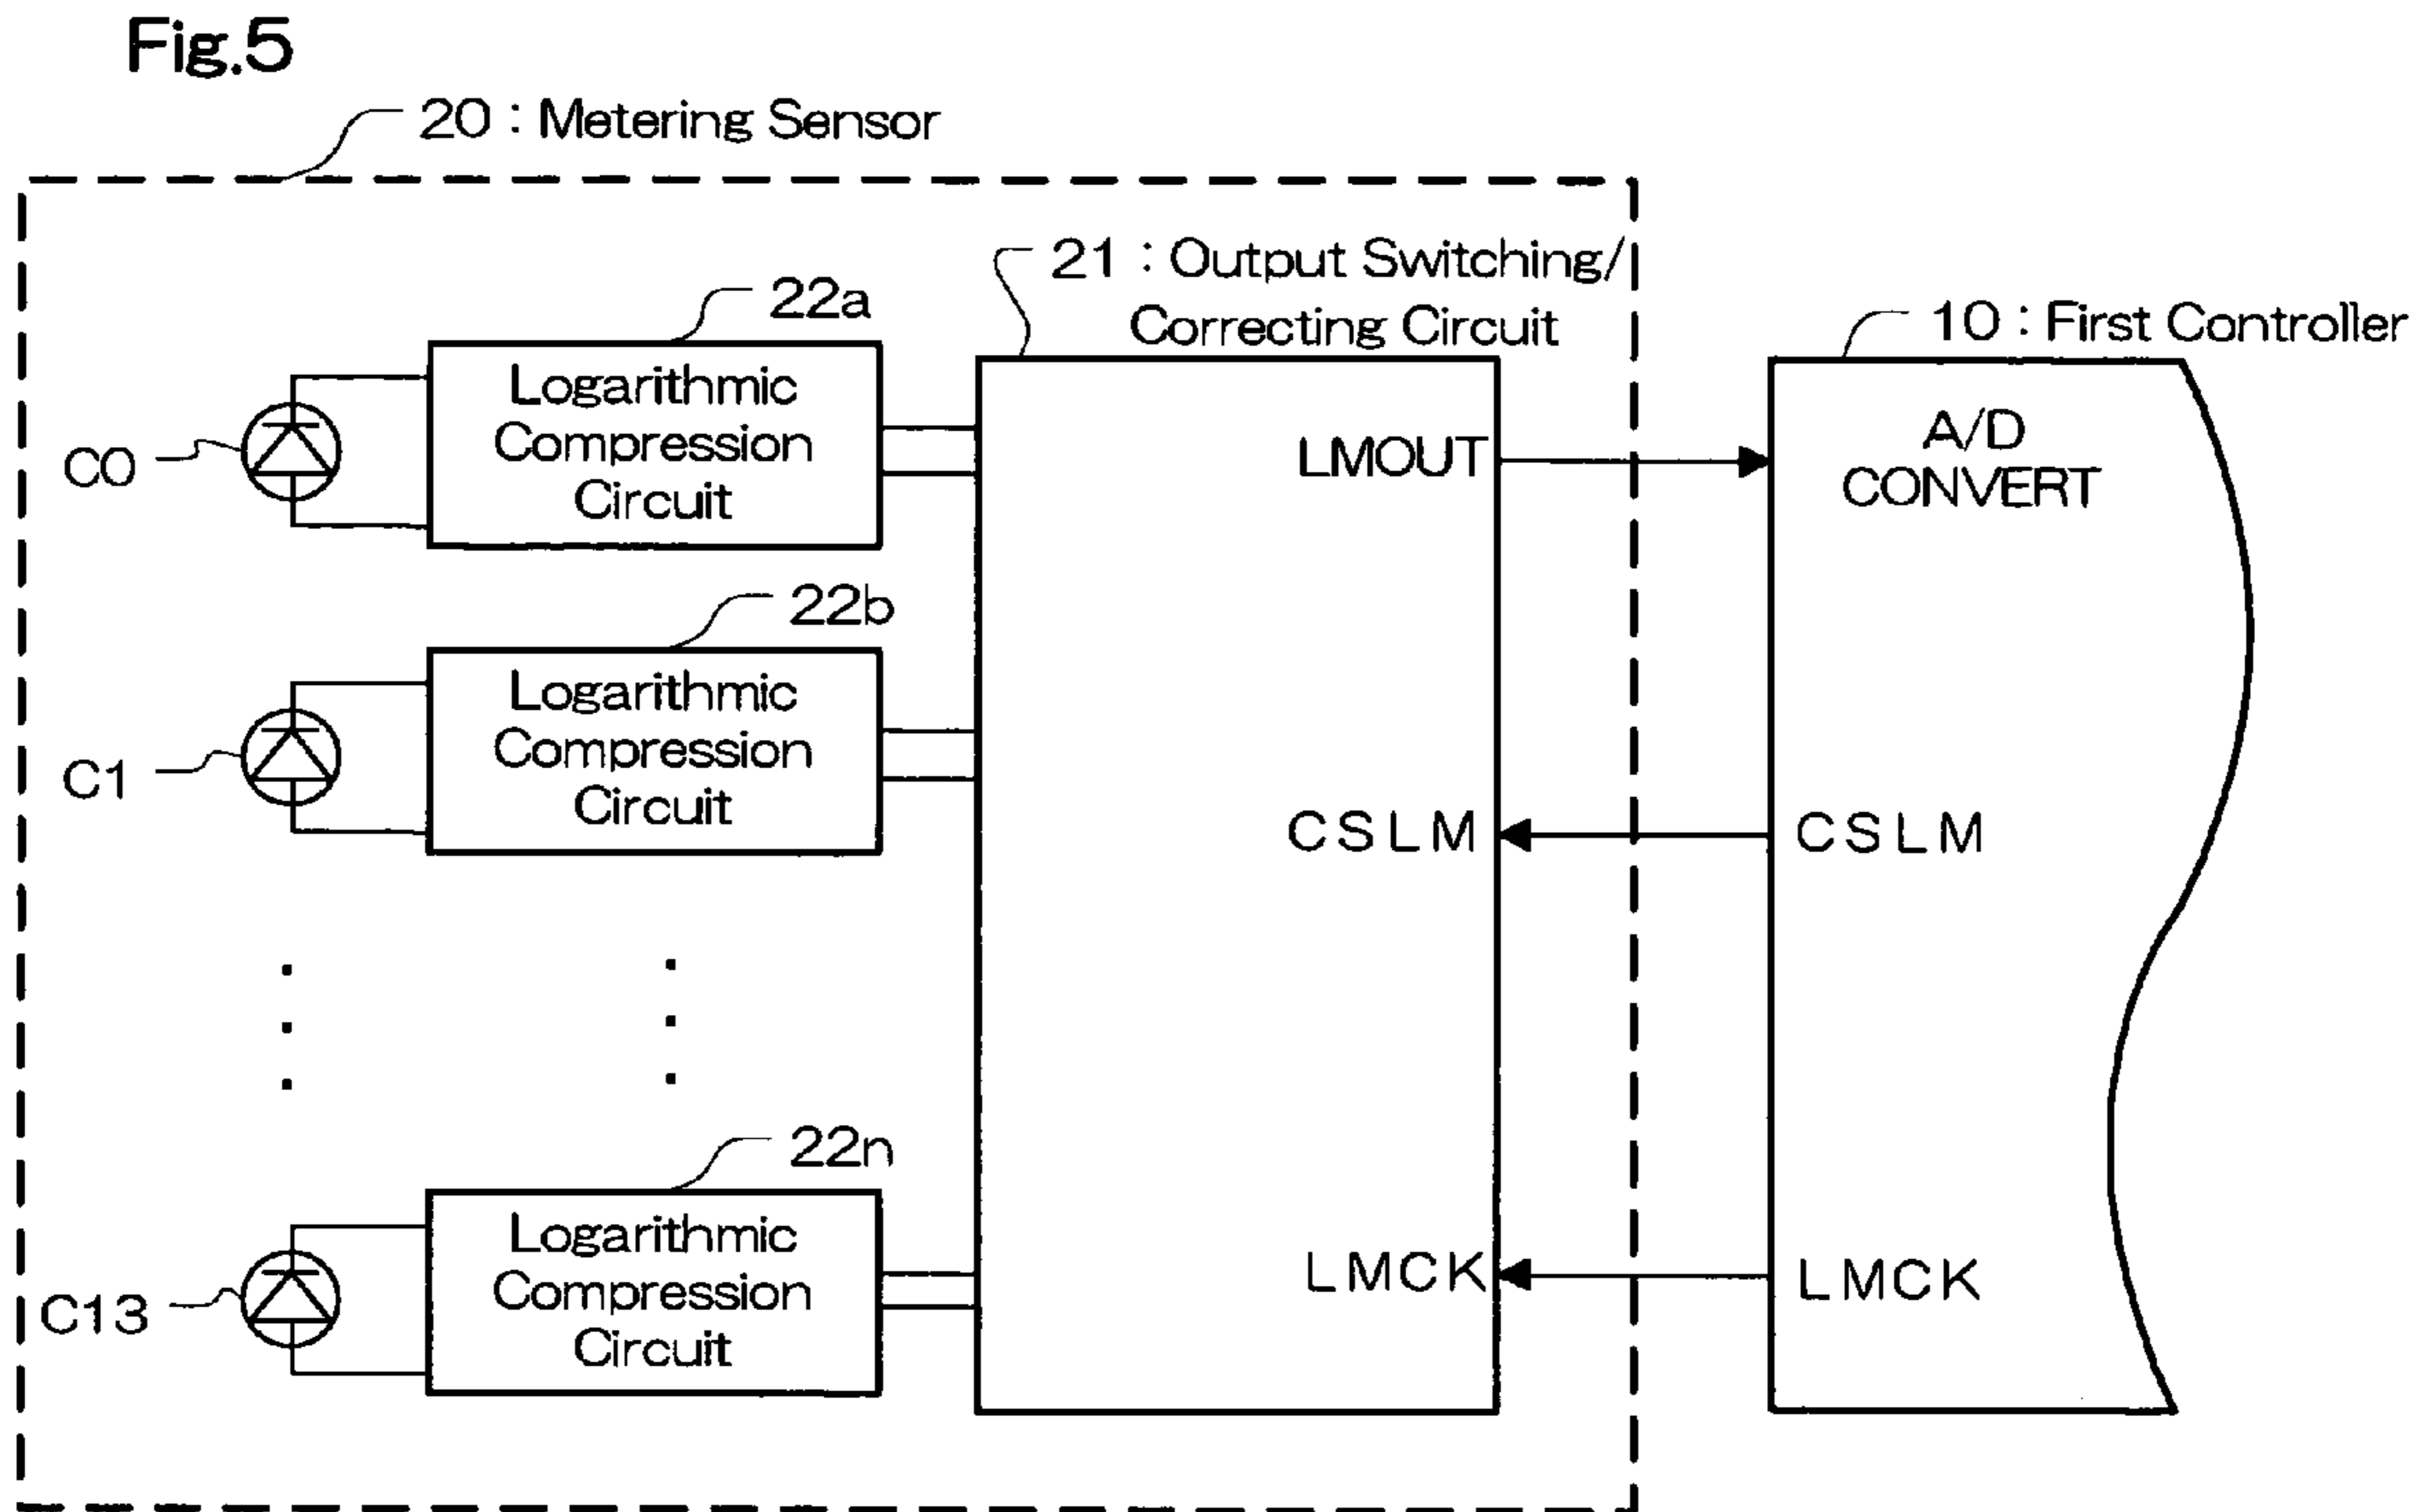 Fig.5
20 : Metering Sensor
21 : Output Switching/
Correcting Circuit
10 : First Controller
22a
Logarithmic
Compression
Circuit
C0
LMOUT
A/D
CONVERT
22b
Logarithmic
Compression
Circuit
C1
CSLM
CSLM
22n
Logarithmic
Compression
Circuit
C13
LMCK
LMCK